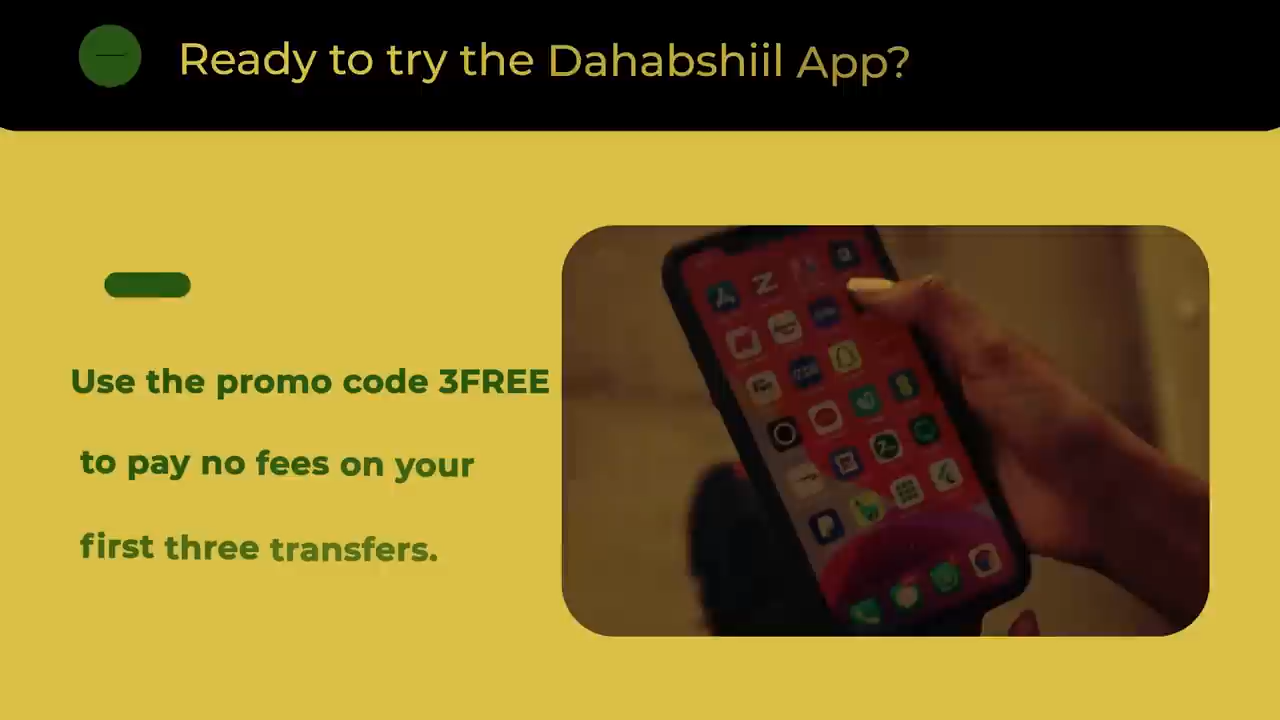 Ready to try the Dahabshiil App?
Use the promo code 3FREE
to pay no fees on your
first three transfers.